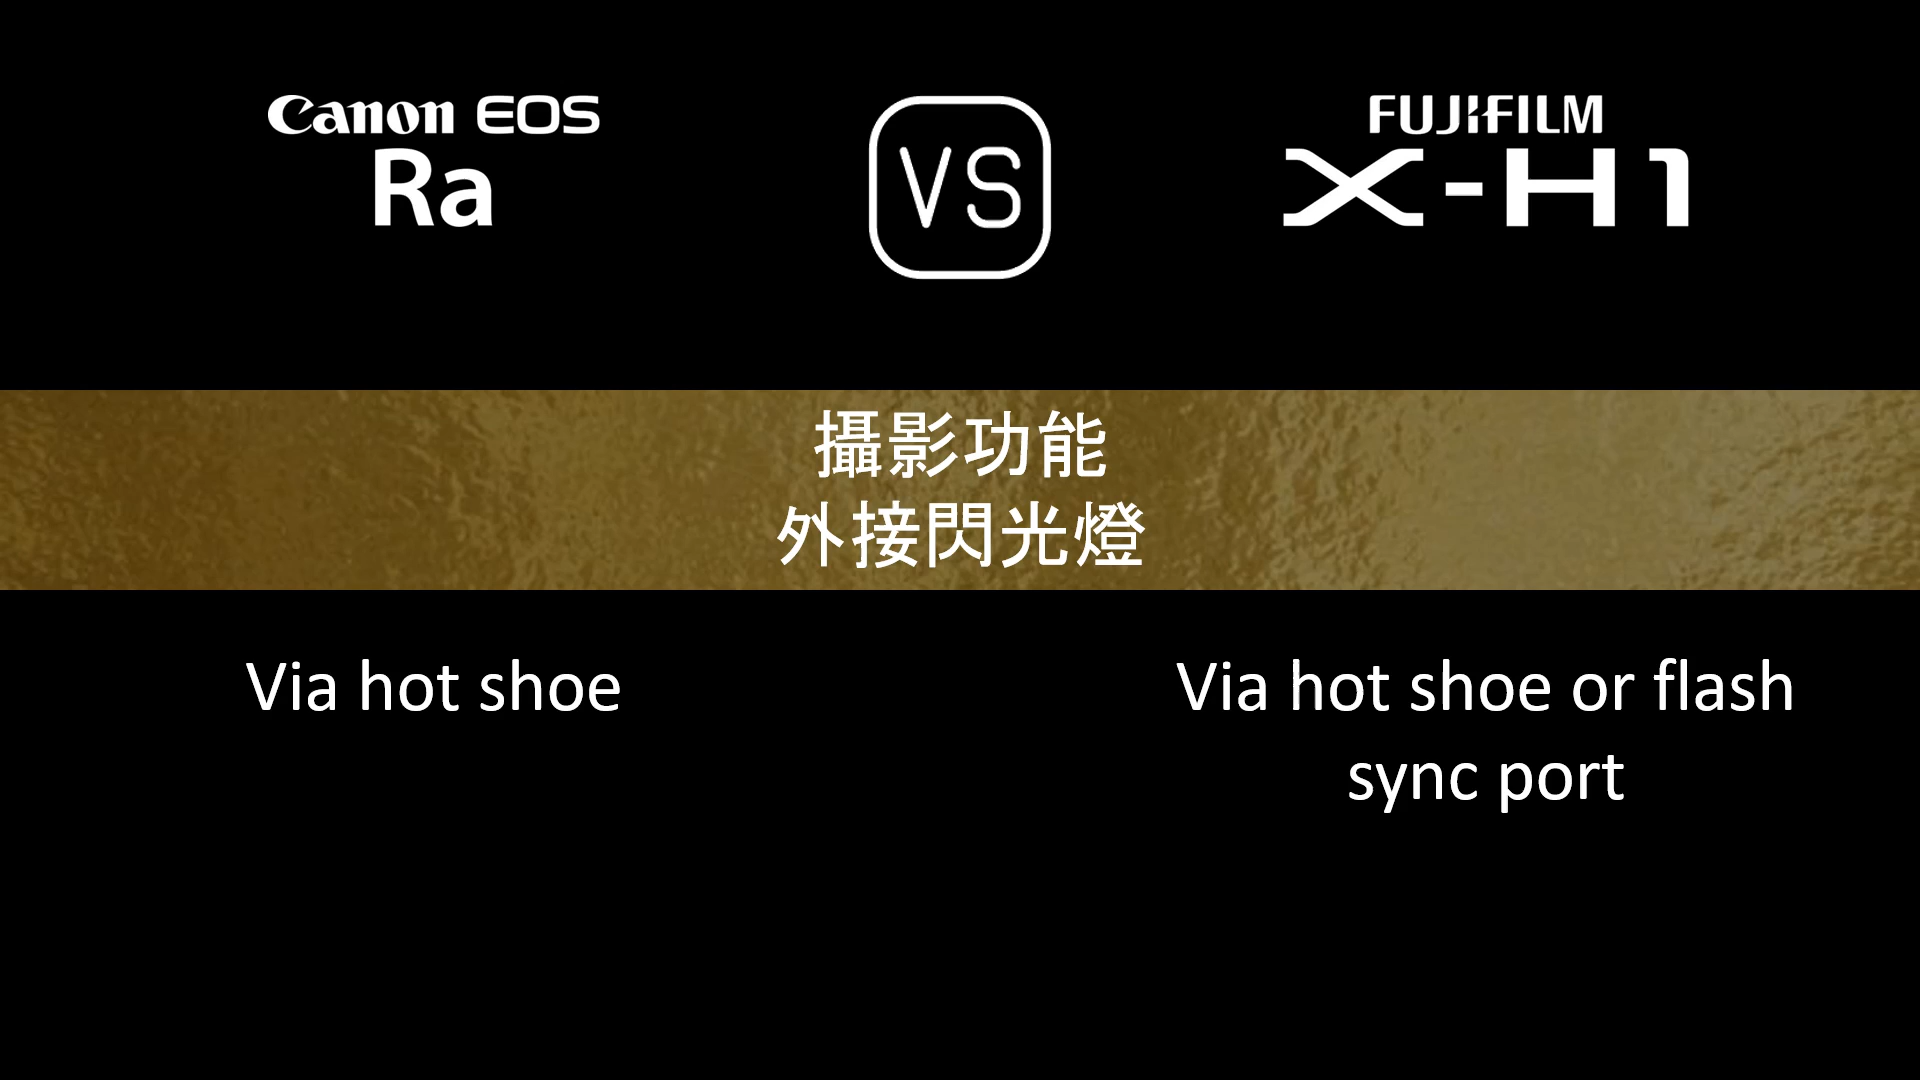 Canon EOS
Ra
VS
FUJIFILM
X-H1
攝影功能
外接閃光燈
Via hot shoe
Via hot shoe or flash
sync port